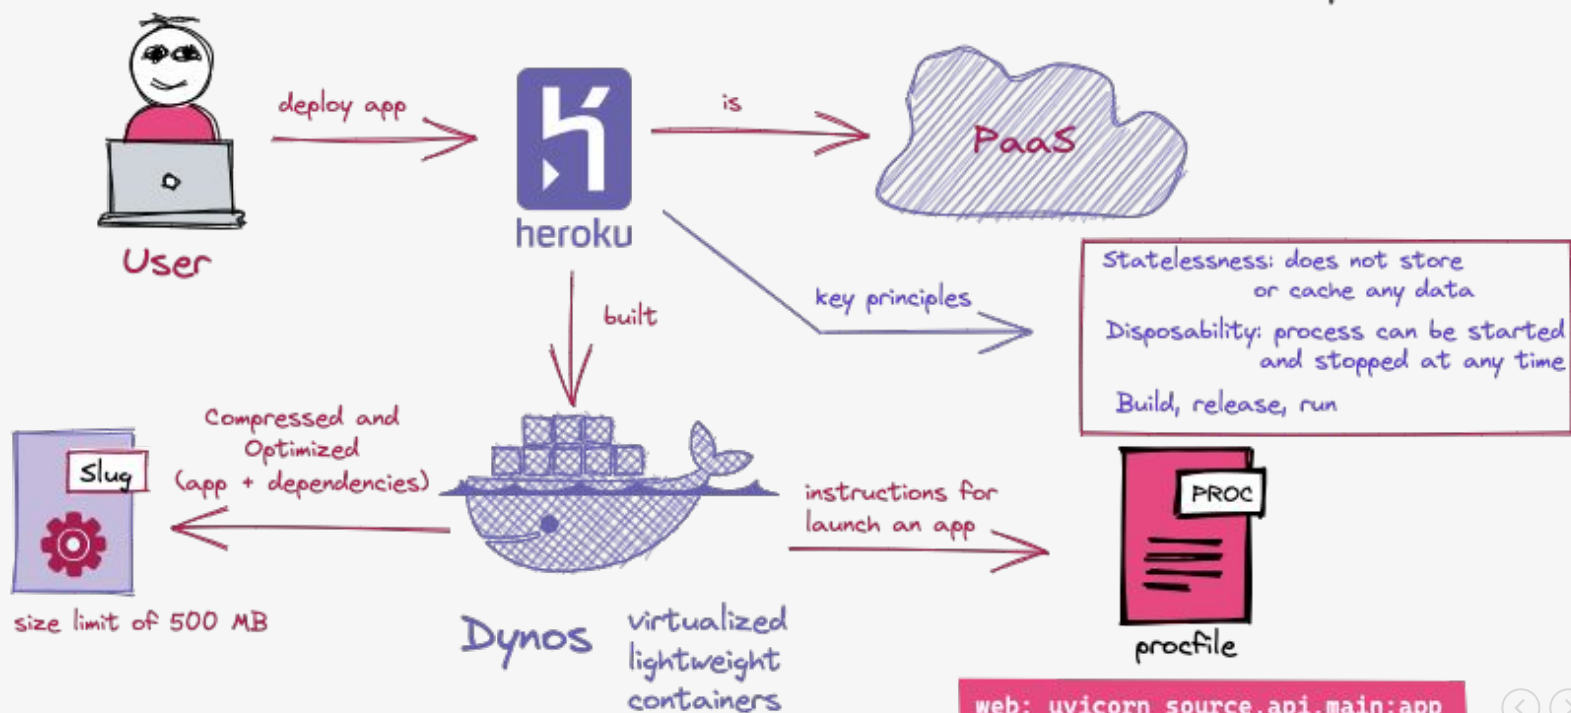 deploy app
is
PaaS
heroku
User
Statelessness: does not store
or cache any data
key principles
built
Disposability: process can be started
and stopped at any time
Build, release, run
Compressed and
Optimized
(app + dependencies)
Slug
instructions for
launch an app
PROC
size limit of 500 MB
Dynos
virtualized
lightweight
containers
procfile
web: uvicorn source.api.main:app